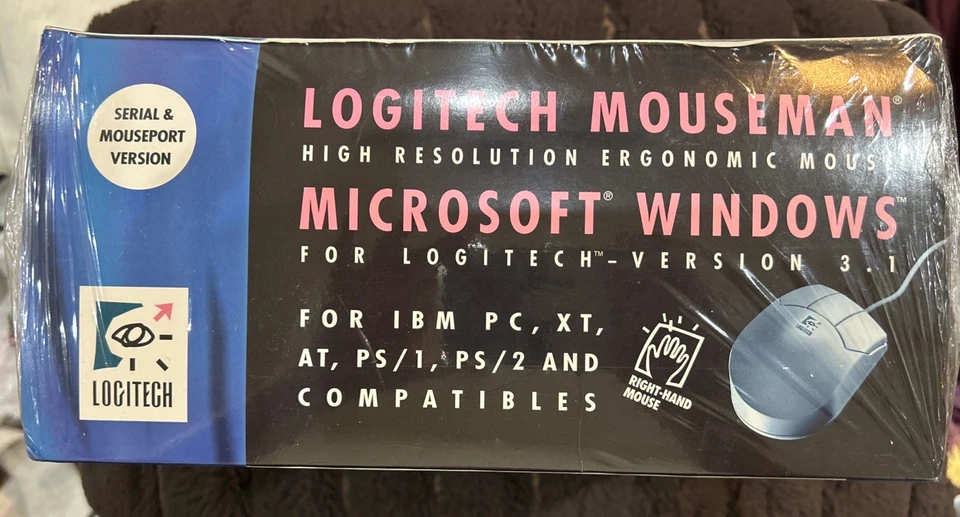 SERIAL &
MOUSEPORT
VERSION
LOGITECH MOUSEMAN®
HIGH RESOLUTION ERGONOMIC MOUSE
MICROSOFT® WINDOWS™
FOR LOGITECH™-VERSION 3.1
FOR IBM PC, XT,
AT, PS/1, PS/2 AND
COMPATIBLES
RIGHT-HAND
MOUSE
LOGITECH